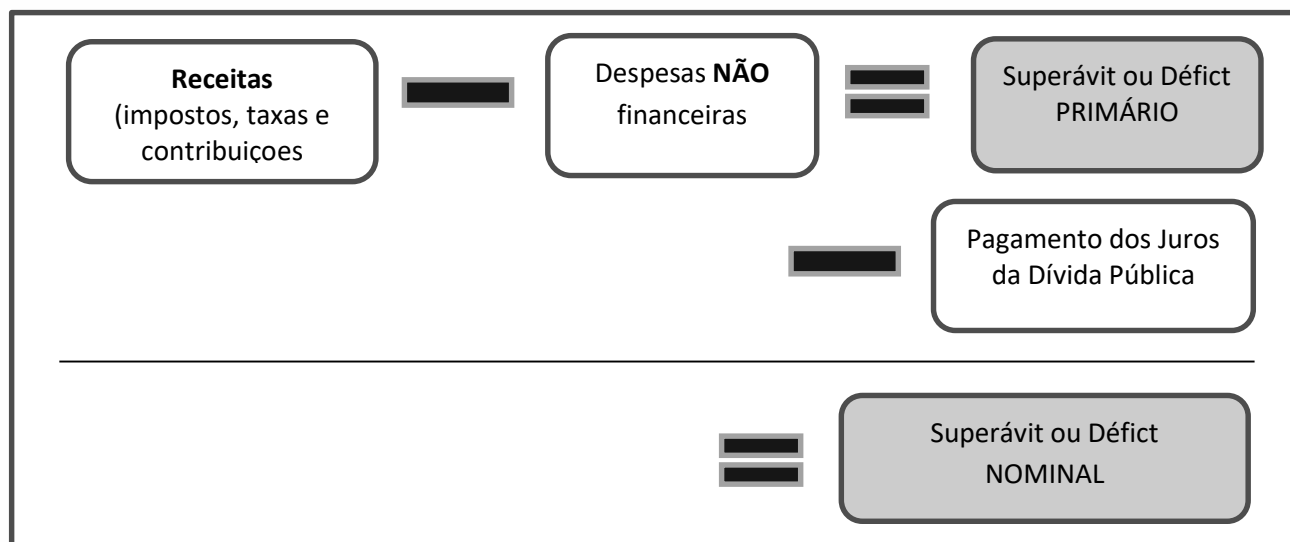 Receitas
(impostos, taxas e
contribuiçoes
Despesas NÃO
financeiras
Superávit ou Défict
PRIMÁRIO
Pagamento dos Juros
da Dívida Pública
Superávit ou Défict
NOMINAL